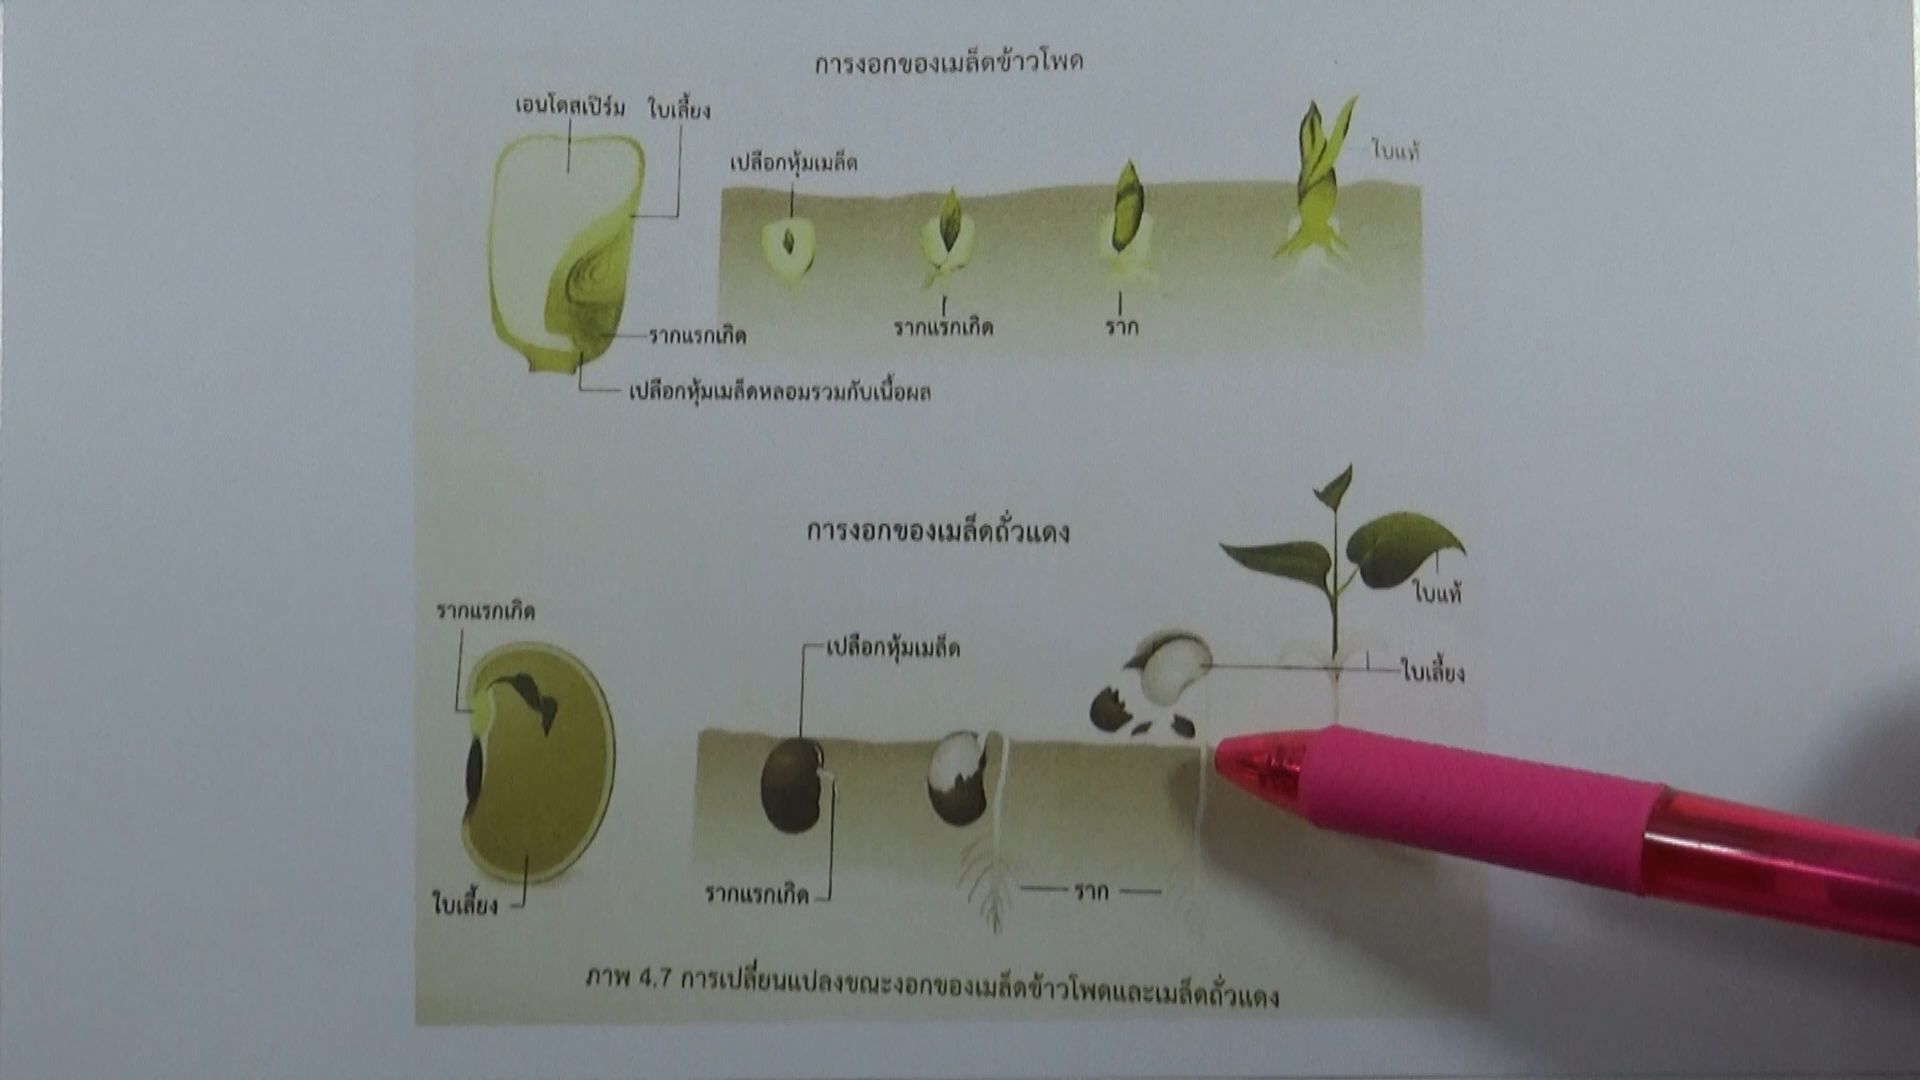 การงอกของเมล็ดข้าวโพด
เอนโดสเปิร์ม ใบเลี้ยง
เปลือกหุ้มเมล็ด
ใบแท้
รากแรกเกิด
รากแรกเกิด
ราก
เปลือกหุ้มเมล็ดหลอมรวมกับเนื้อผล
การงอกของเมล็ดถั่วแดง
รากแรกเกิด
เปลือกหุ้มเมล็ด
ใบแท้
ใบเลี้ยง
ใบเลี้ยง
รากแรกเกิด
ราก
ภาพ 4.7 การเปลี่ยนแปลงขณะงอกของเมล็ดข้าวโพดและเมล็ดถั่วแดง